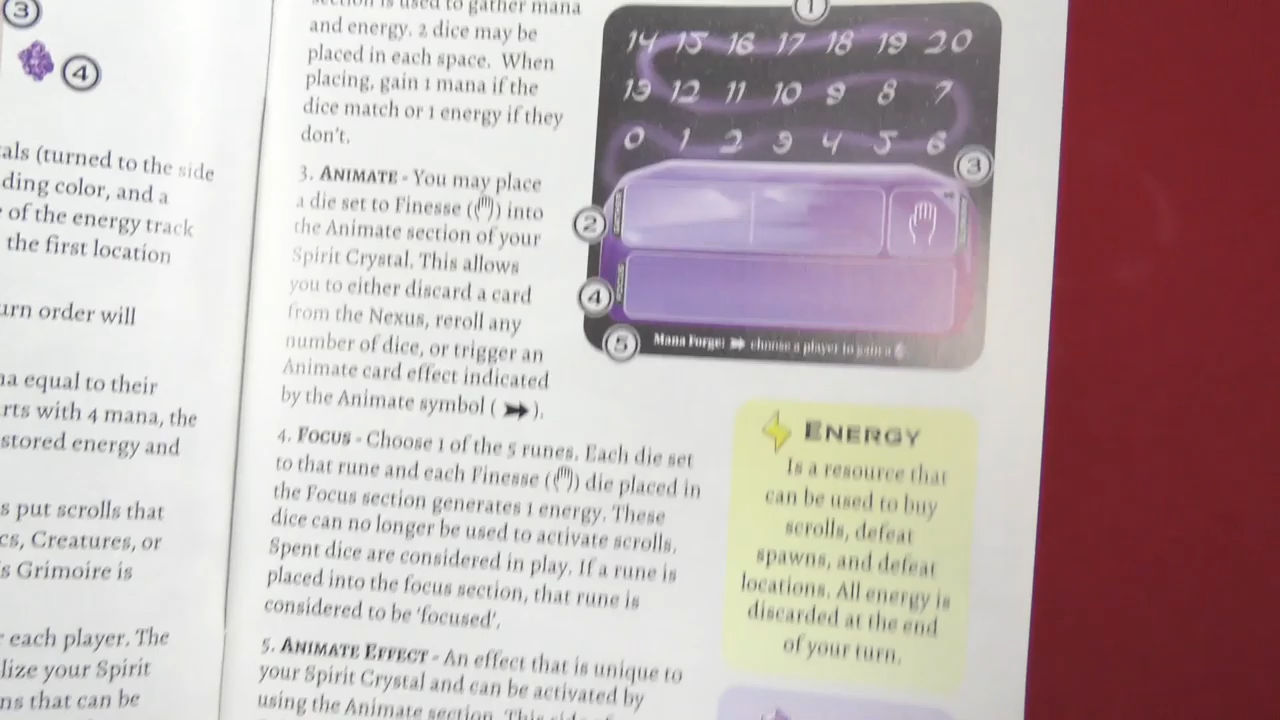 3
4
als (turned to the side
ding color, and a
of the energy track
the first location
urn order will
na equal to their
rts with 4 mana, the
stored energy and
s put scrolls that
cs, Creatures, or
s Grimoire is
r each player. The
lize your Spirit
ns that can be
section is used to gather mana
and energy. 2 dice may be
placed in each space. When
placing, gain 1 mana if the
dice match or 1 energy if they
don't.
3. ANIMATE - You may place
a die set to Finesse ( ) into
the Animate section of your
Spirit Crystal. This allows
you to either discard a card
from the Nexus, reroll any
number of dice, or trigger an
Animate card effect indicated
by the Animate symbol ( ).
4. FOCUS - Choose 1 of the 5 runes. Each die set
to that rune and each Finesse ( ) die placed in
the Focus section generates 1 energy. These
dice can no longer be used to activate scrolls.
Spent dice are considered in play. If a rune is
placed into the focus section, that rune is
considered to be 'focused'.
5. ANIMATE EFFECT - An effect that is unique to
your Spirit Crystal and can be activated by
using the Animate section. This side of
1
14 15 16 17 18 19 20
13 12 11 10 9 8 7
0 1 2 3 4 5 6
3
2
4
FOCUS
5
Mana Forge: choose a player to gain a
ENERGY
Is a resource that
can be used to buy
scrolls, defeat
spawns, and defeat
locations. All energy is
discarded at the end
of your turn.